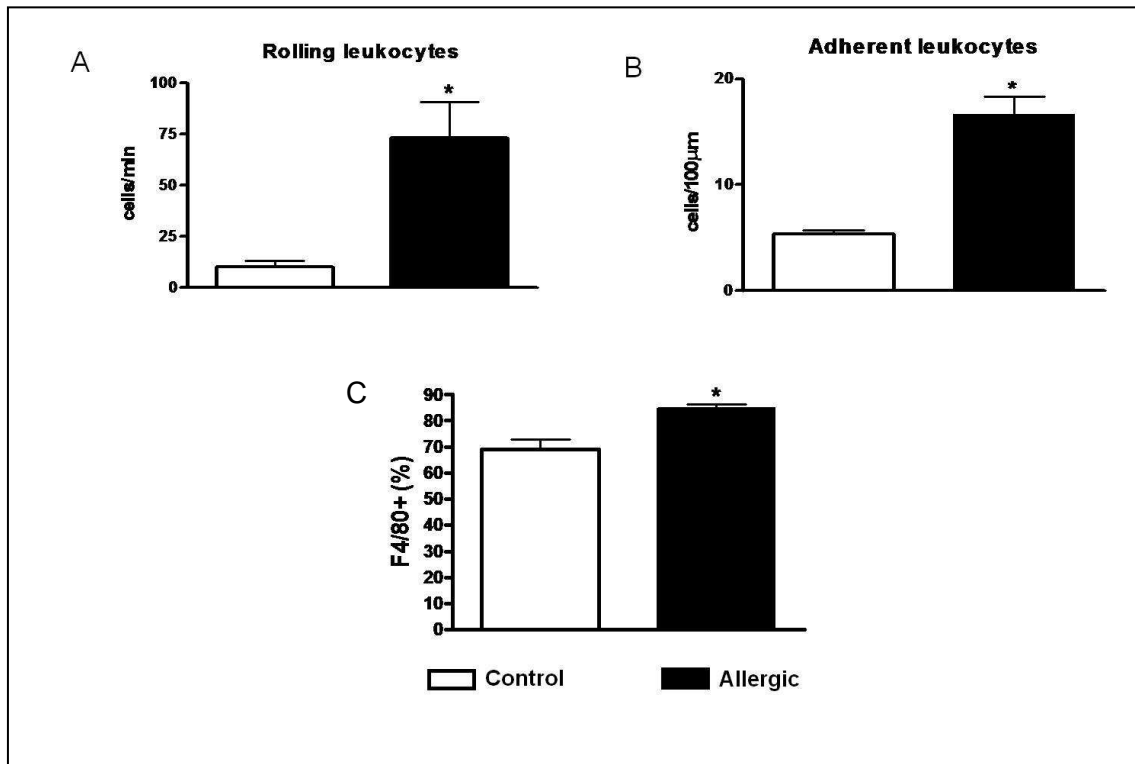 A
Rolling leukocytes
100
75
50
25
0
cells/min
*
B
Adherent leukocytes
20
10
0
cells/100µm
*
C
90
80
70
60
50
40
30
20
10
0
F4/80+ (%)
*
Control
Allergic